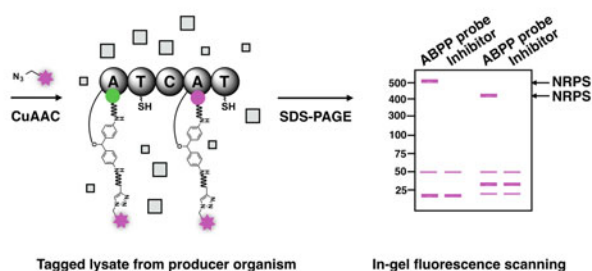 N₃
CuAAC
A T C A T
SH SH
N H N H
O O
N N N N N N
SDS-PAGE
ABPP probe
Inhibitor
ABPP probe
Inhibitor
500
400
300
100
75
50
25
NRPS
NRPS
Tagged lysate from producer organism
In-gel fluorescence scanning